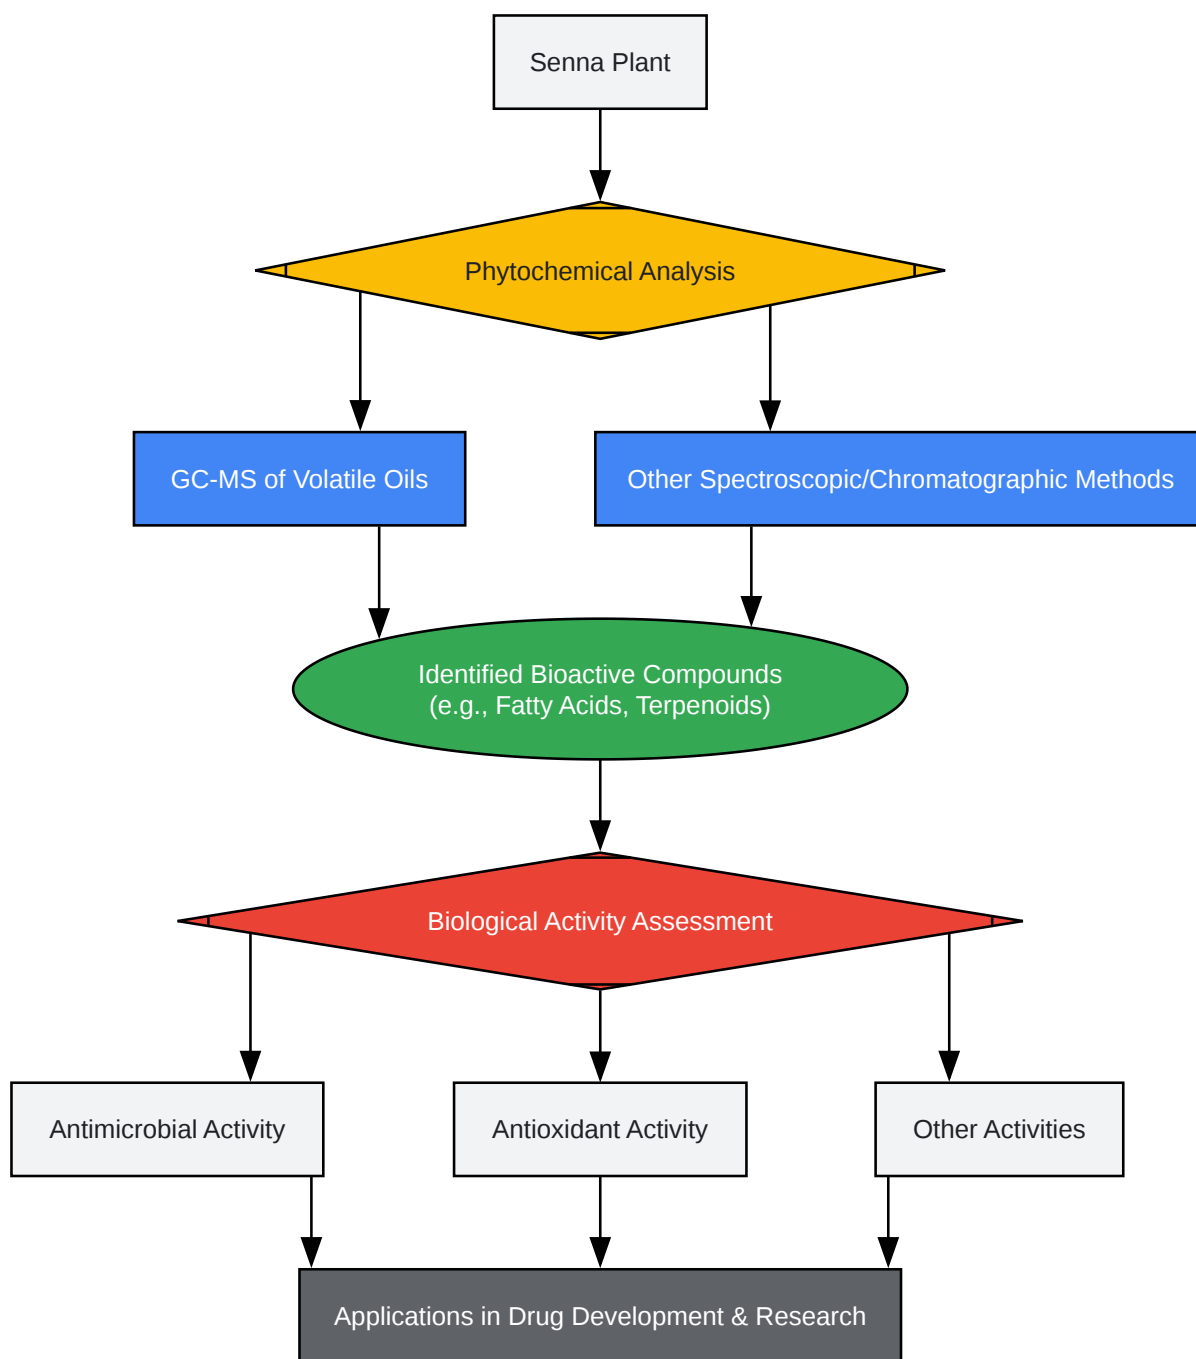 Senna Plant
Phytochemical Analysis
GC-MS of Volatile Oils
Other Spectroscopic/Chromatographic Methods
Identified Bioactive Compounds
(e.g., Fatty Acids, Terpenoids)
Biological Activity Assessment
Antimicrobial Activity
Antioxidant Activity
Other Activities
Applications in Drug Development & Research